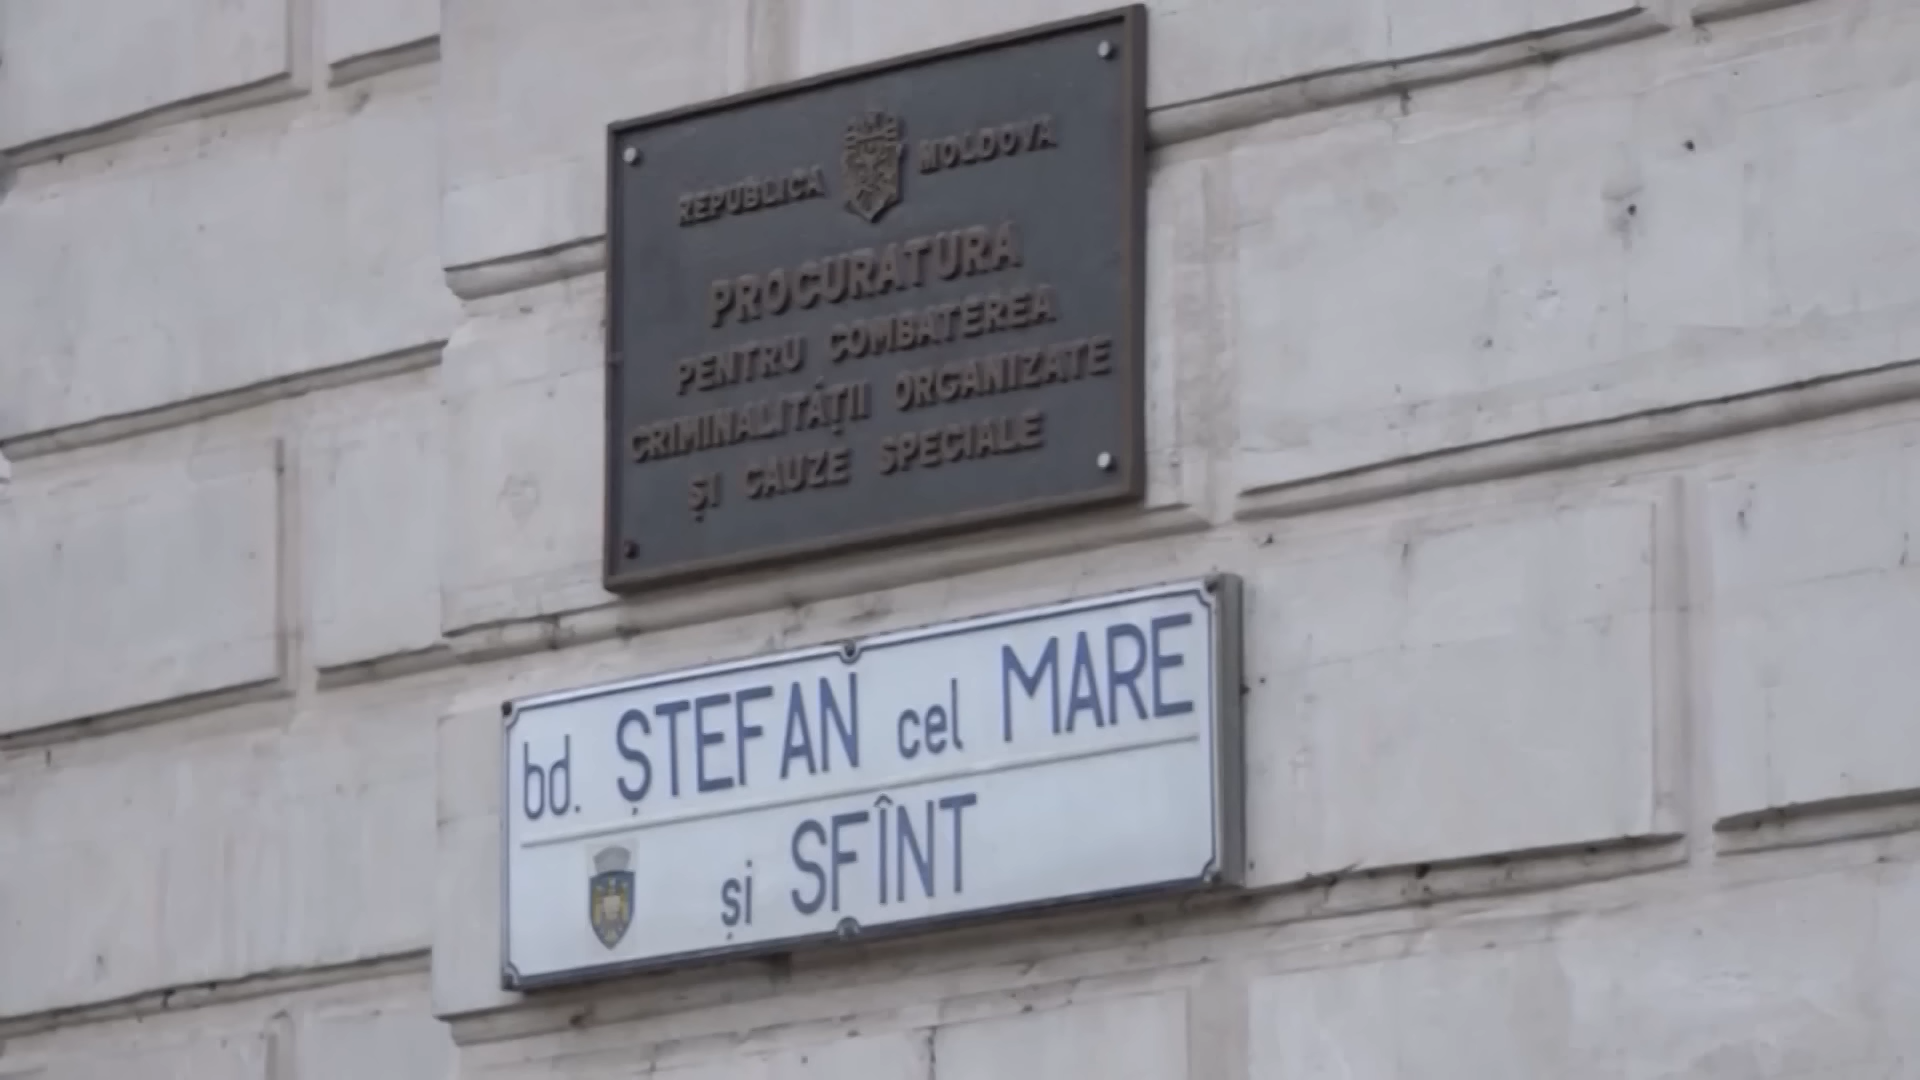 REPUBLICA MOLDOVA
PROCURATURA
PENTRU COMBATEREA
CRIMINALITĂȚII ORGANIZATE
ȘI CAUZE SPECIALE
bd. ȘTEFAN cel MARE
și SFÎNT